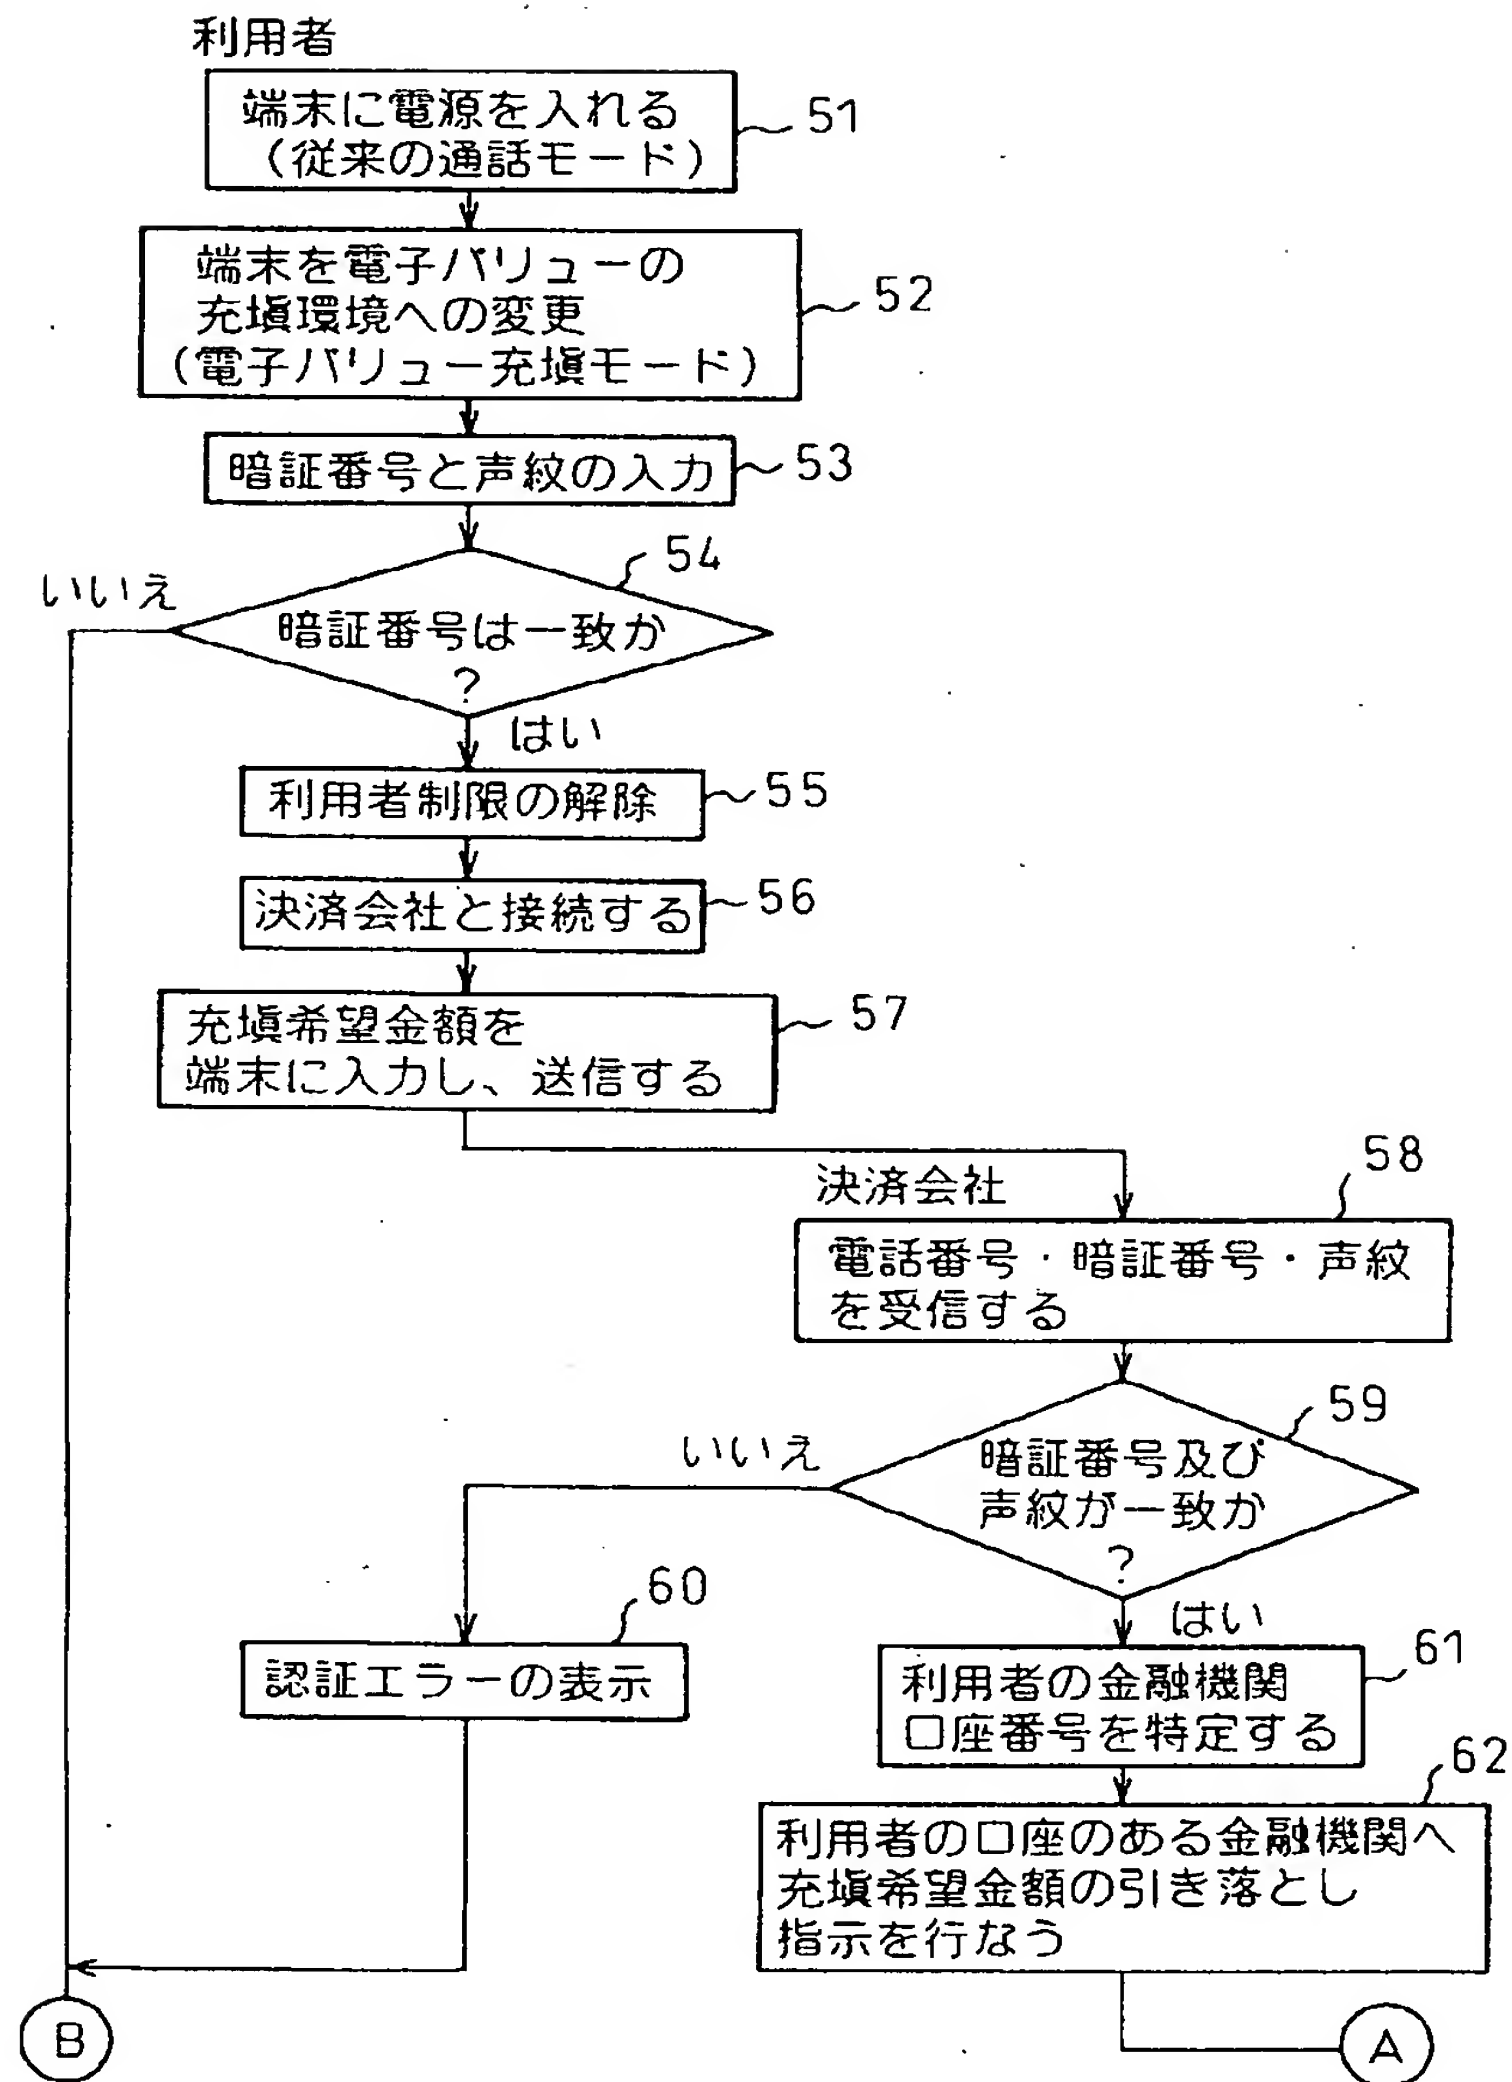 利用者
端末に電源を入れる
(従来の通話モード)
51
端末を電子バリューの
充塡環境への変更
(電子バリュー充塡モード)
52
暗証番号と声紋の入力
53
54
いいえ
暗証番号は一致か
?
はい
利用者制限の解除
55
決済会社と接続する
56
充塡希望金額を
端末に入力し、送信する
57
決済会社
58
電話番号・暗証番号・声紋
を受信する
59
いいえ
暗証番号及び
声紋が一致か
?
はい
60
認証エラーの表示
61
利用者の金融機関
口座番号を特定する
62
利用者の口座のある金融機関へ
充塡希望金額の引き落とし
指示を行なう
B
A